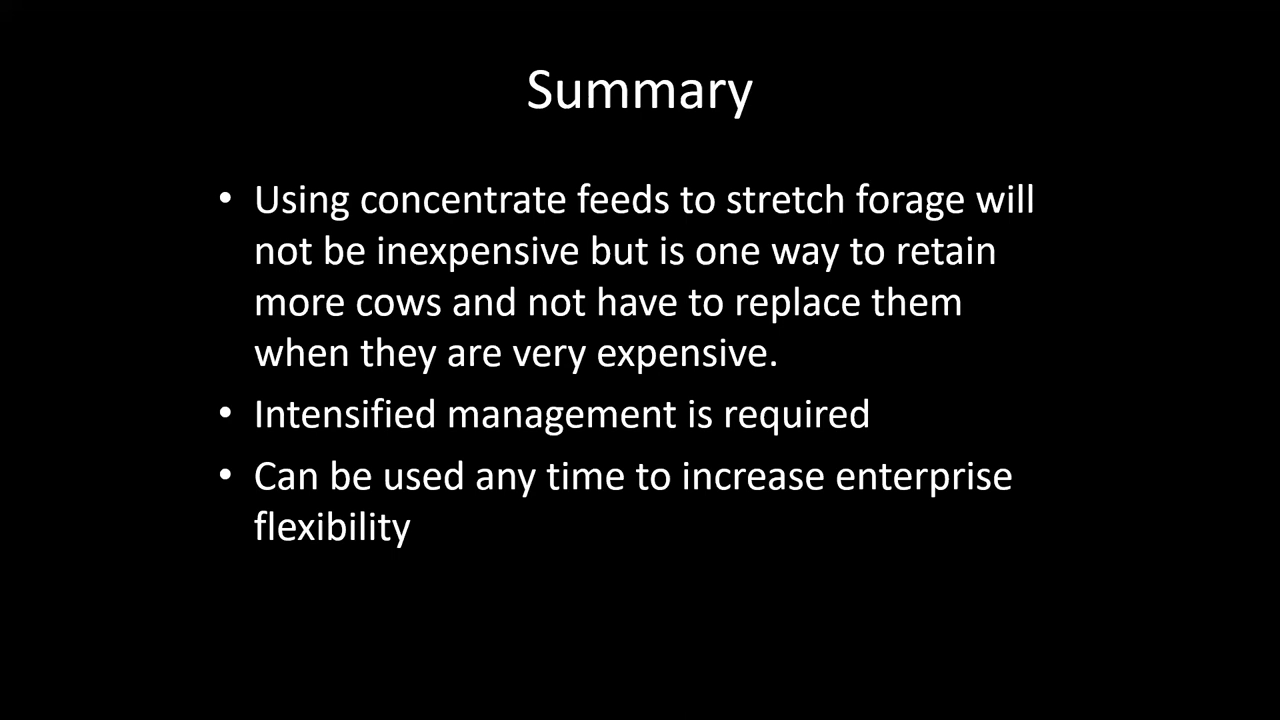 Summary
• Using concentrate feeds to stretch forage will
not be inexpensive but is one way to retain
more cows and not have to replace them
when they are very expensive.
• Intensified management is required
• Can be used any time to increase enterprise
flexibility